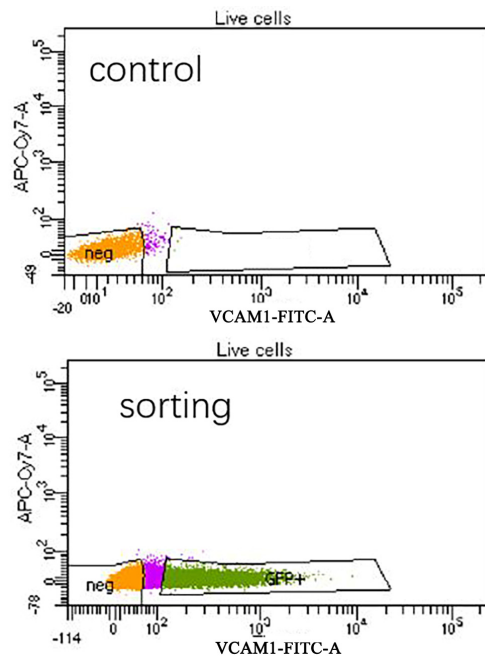 Live cells
control
APC-Cy7-A
10^5
10^4
10^3
10^2
0
-49
neg
-20 0 10^1 10^2 10^3 10^4 10^5
VCAM1-FITC-A
Live cells
sorting
APC-Cy7-A
10^5
10^4
10^3
10^2
0
-78
neg
GFP+
-114 0 10^2 10^3 10^4 10^5
VCAM1-FITC-A